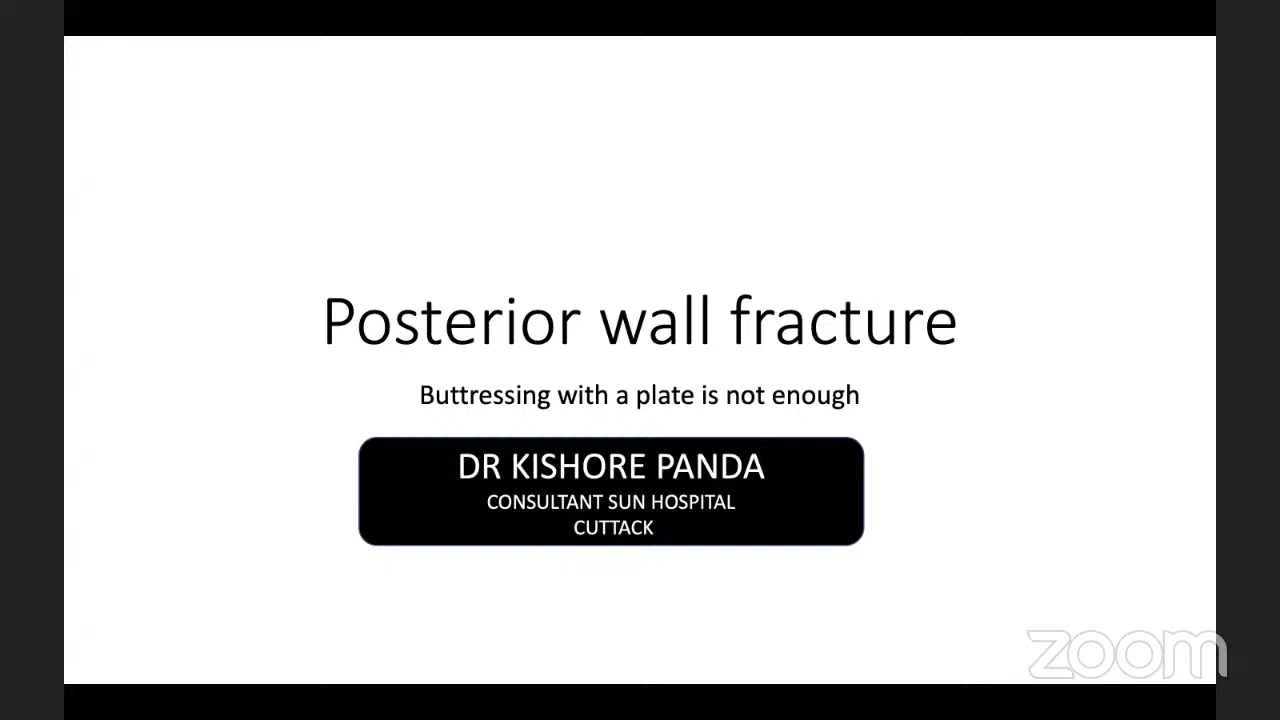 Posterior wall fracture
Buttressing with a plate is not enough
DR KISHORE PANDA
CONSULTANT SUN HOSPITAL
CUTTACK
zoom